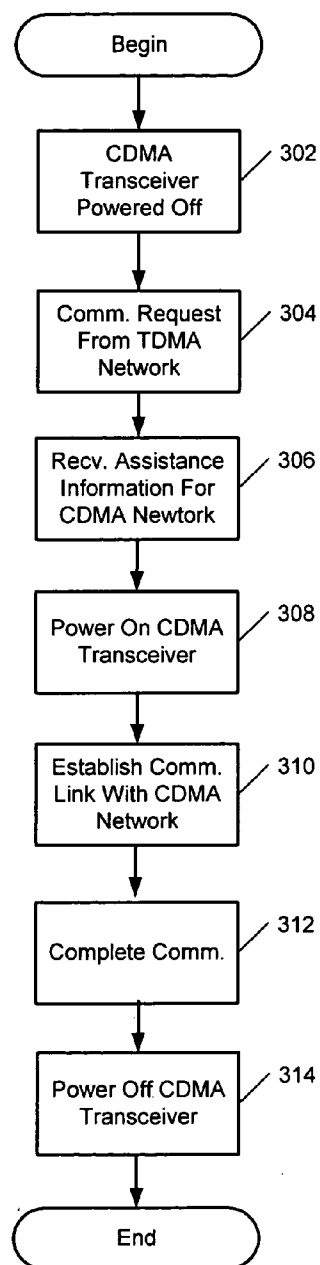 Begin
CDMA
Transceiver
Powered Off
302
Comm. Request
From TDMA
Network
304
Recv. Assistance
Information For
CDMA Newtork
306
Power On CDMA
Transceiver
308
Establish Comm.
Link With CDMA
Network
310
Complete Comm.
312
Power Off CDMA
Transceiver
314
End